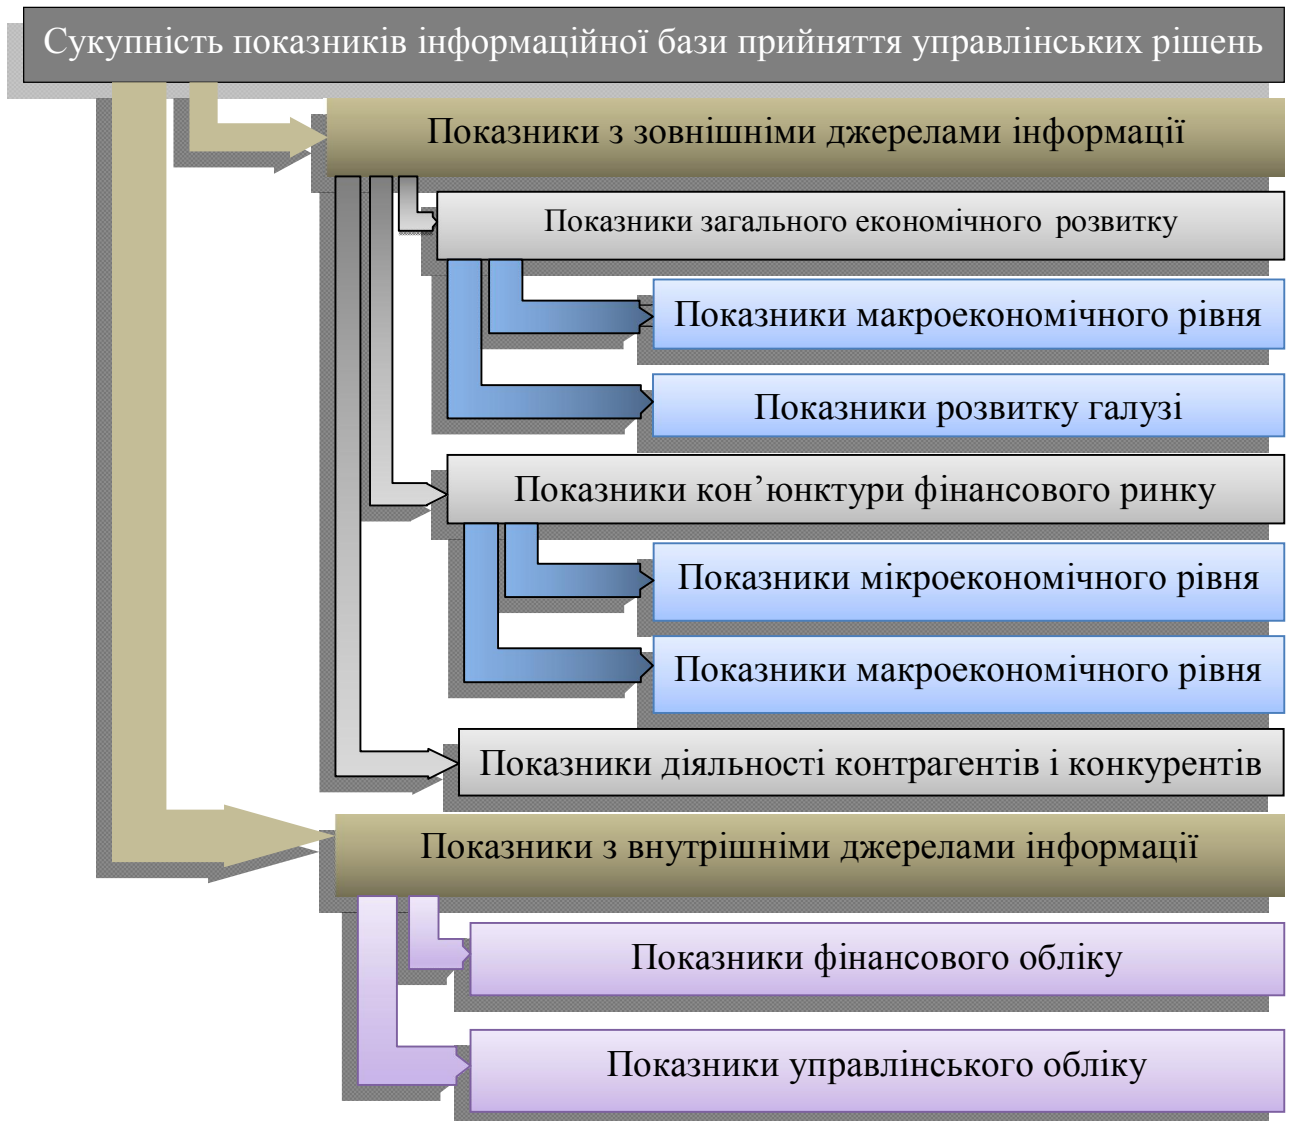 Сукупність показників інформаційної бази прийняття управлінських рішень
Показники з зовнішніми джерелами інформації
Показники загального економічного розвитку
Показники макроекономічного рівня
Показники розвитку галузі
Показники кон’юнктури фінансового ринку
Показники мікроекономічного рівня
Показники макроекономічного рівня
Показники діяльності контрагентів і конкурентів
Показники з внутрішніми джерелами інформації
Показники фінансового обліку
Показники управлінського обліку